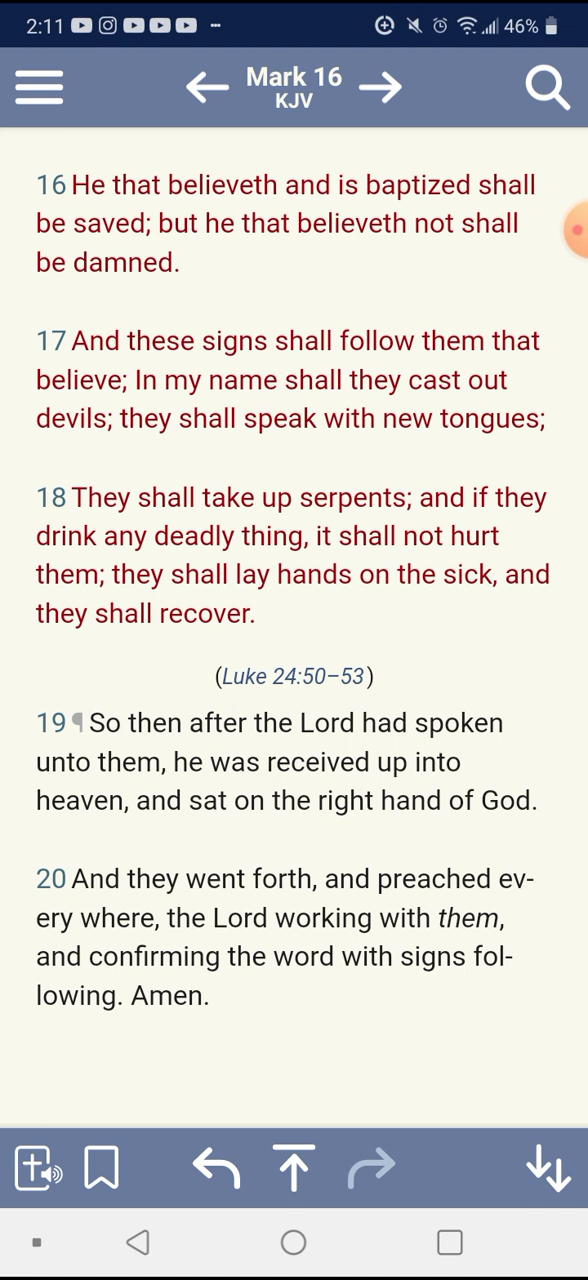 2:11 46%
Mark 16
KJV
16 He that believeth and is baptized shall
be saved; but he that believeth not shall
be damned.
17 And these signs shall follow them that
believe; In my name shall they cast out
devils; they shall speak with new tongues;
18 They shall take up serpents; and if they
drink any deadly thing, it shall not hurt
them; they shall lay hands on the sick, and
they shall recover.
(Luke 24:50–53)
19 ¶ So then after the Lord had spoken
unto them, he was received up into
heaven, and sat on the right hand of God.
20 And they went forth, and preached ev-
ery where, the Lord working with them,
and confirming the word with signs fol-
lowing. Amen.